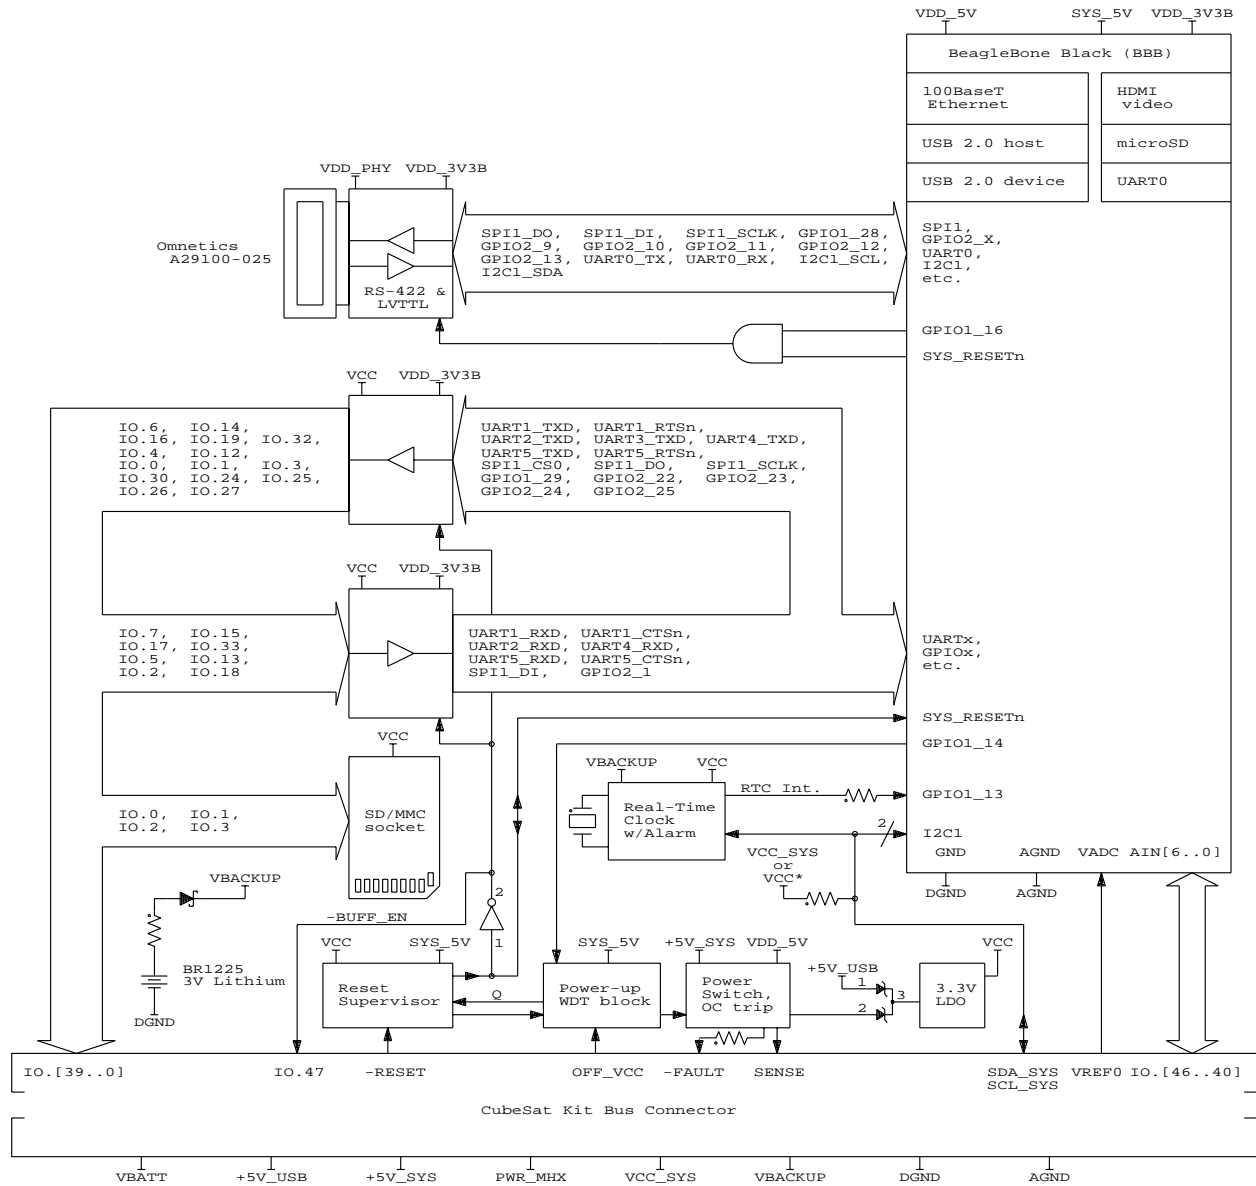 VDD_5V SYS_5V VDD_3V3B
BeagleBone Black (BBB)
100BaseT
Ethernet
HDMI
video
USB 2.0 host
microSD
USB 2.0 device
UART0
VDD_PHY VDD_3V3B
Omnetics
A29100-025
RS-422 &
LVTTL
SPI1_DO, SPI1_DI, SPI1_SCLK, GPIO1_28,
GPIO2_9, GPIO2_10, GPIO2_11, GPIO2_12,
GPIO2_13, UART0_TX, UART0_RX, I2C1_SCL,
I2C1_SDA
SPI1,
GPIO2_X,
UART0,
I2C1,
etc.
GPIO1_16
SYS_RESETn
VCC VDD_3V3B
IO.6, IO.14,
IO.16, IO.19, IO.32,
IO.4, IO.12,
IO.0, IO.1, IO.3,
IO.30, IO.24, IO.25,
IO.26, IO.27
UART1_TXD, UART1_RTSn,
UART2_TXD, UART3_TXD, UART4_TXD,
UART5_TXD, UART5_RTSn,
SPI1_CS0, SPI1_DO, SPI1_SCLK,
GPIO1_29, GPIO2_22, GPIO2_23,
GPIO2_24, GPIO2_25
VCC VDD_3V3B
IO.7, IO.15,
IO.17, IO.33,
IO.5, IO.13,
IO.2, IO.18
UART1_RXD, UART1_CTSn,
UART2_RXD, UART4_RXD,
UART5_RXD, UART5_CTSn,
SPI1_DI, GPIO2_1
UARTx,
GPIOx,
etc.
SYS_RESETn
GPIO1_14
VCC
VBACKUP VCC
RTC Int.
GPIO1_13
Real-Time
Clock
w/Alarm
IO.0, IO.1,
IO.2, IO.3
SD/MMC
socket
2
I2C1
GND AGND VADC AIN[6..0]
VCC_SYS
or
VCC*
DGND AGND
VBACKUP
2
-BUFF_EN
1
BR1225
3V Lithium
DGND
VCC SYS_5V
Reset
Supervisor
Q
SYS_5V
Power-up
WDT block
+5V_SYS VDD_5V
Power
Switch,
OC trip
+5V_USB
1
2
3
VCC
3.3V
LDO
IO.[39..0] IO.47 -RESET OFF_VCC -FAULT SENSE SDA_SYS VREF0 IO.[46..40]
SCL_SYS
CubeSat Kit Bus Connector
VBATT +5V_USB +5V_SYS PWR_MHX VCC_SYS VBACKUP DGND AGND